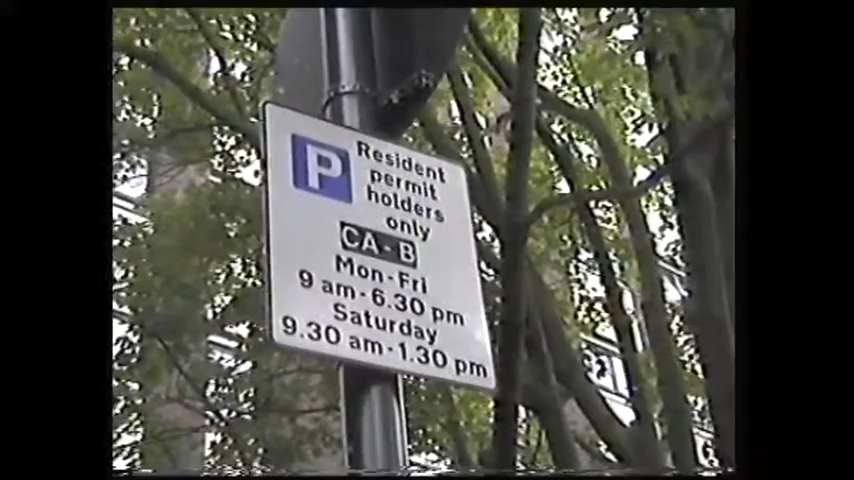 P
Resident
permit
holders
only
CA-B
Mon-Fri
9 am-6.30 pm
Saturday
9.30 am-1.30 pm